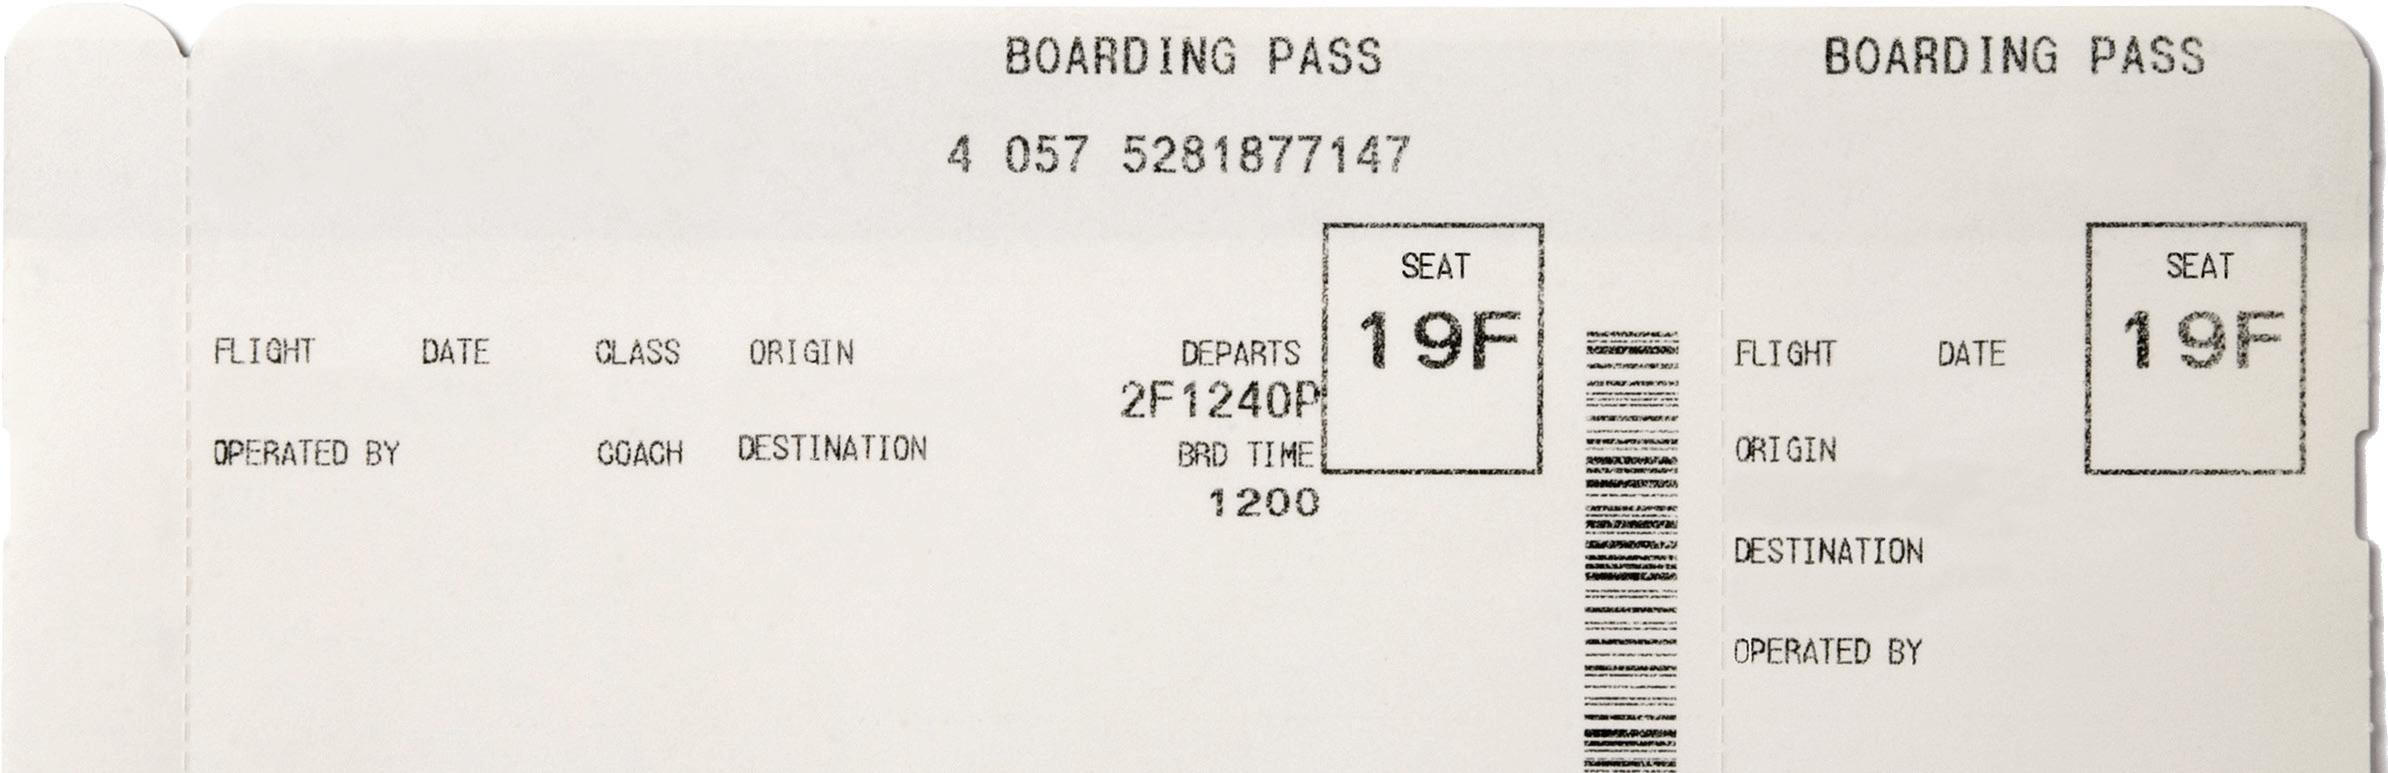 BOARDING PASS
4 057 5281877147
SEAT
19F
FLIGHT DATE CLASS ORIGIN DEPARTS
2F1240P
OPERATED BY COACH DESTINATION BRD TIME
1200
BOARDING PASS
SEAT
19F
FLIGHT DATE
ORIGIN
DESTINATION
OPERATED BY